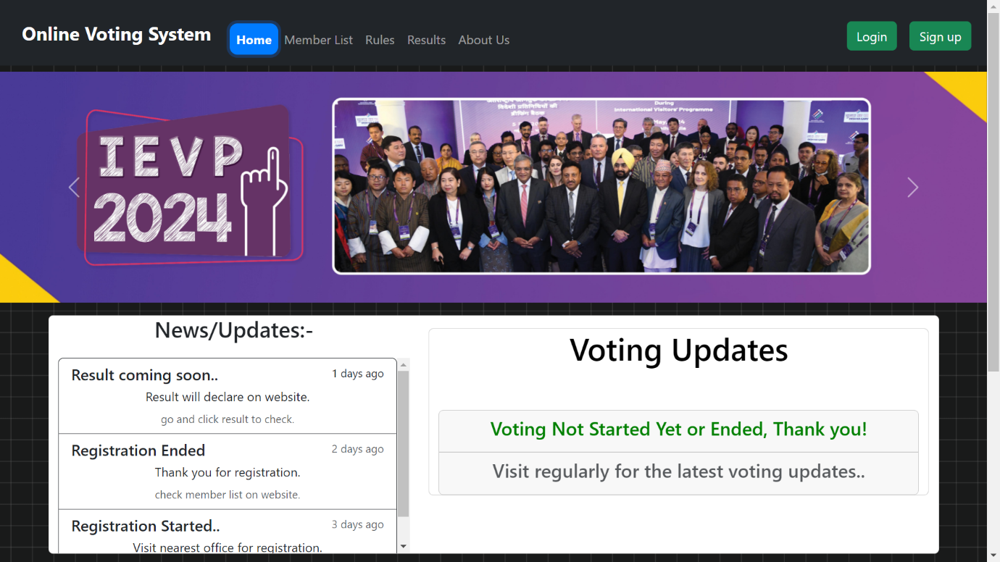 Online Voting System
Home
Member List
Rules
Results
About Us
Login
Sign up
IEVP
2024
विदेशी प्रतिनिधियों की
ब्रीफिंग बैठक
During
International Visitors' Programme
News/Updates:-
Result coming soon..
1 days ago
Result will declare on website.
go and click result to check.
Registration Ended
2 days ago
Thank you for registration.
check member list on website.
Registration Started..
3 days ago
Visit nearest office for registration.
Voting Updates
Voting Not Started Yet or Ended, Thank you!
Visit regularly for the latest voting updates..